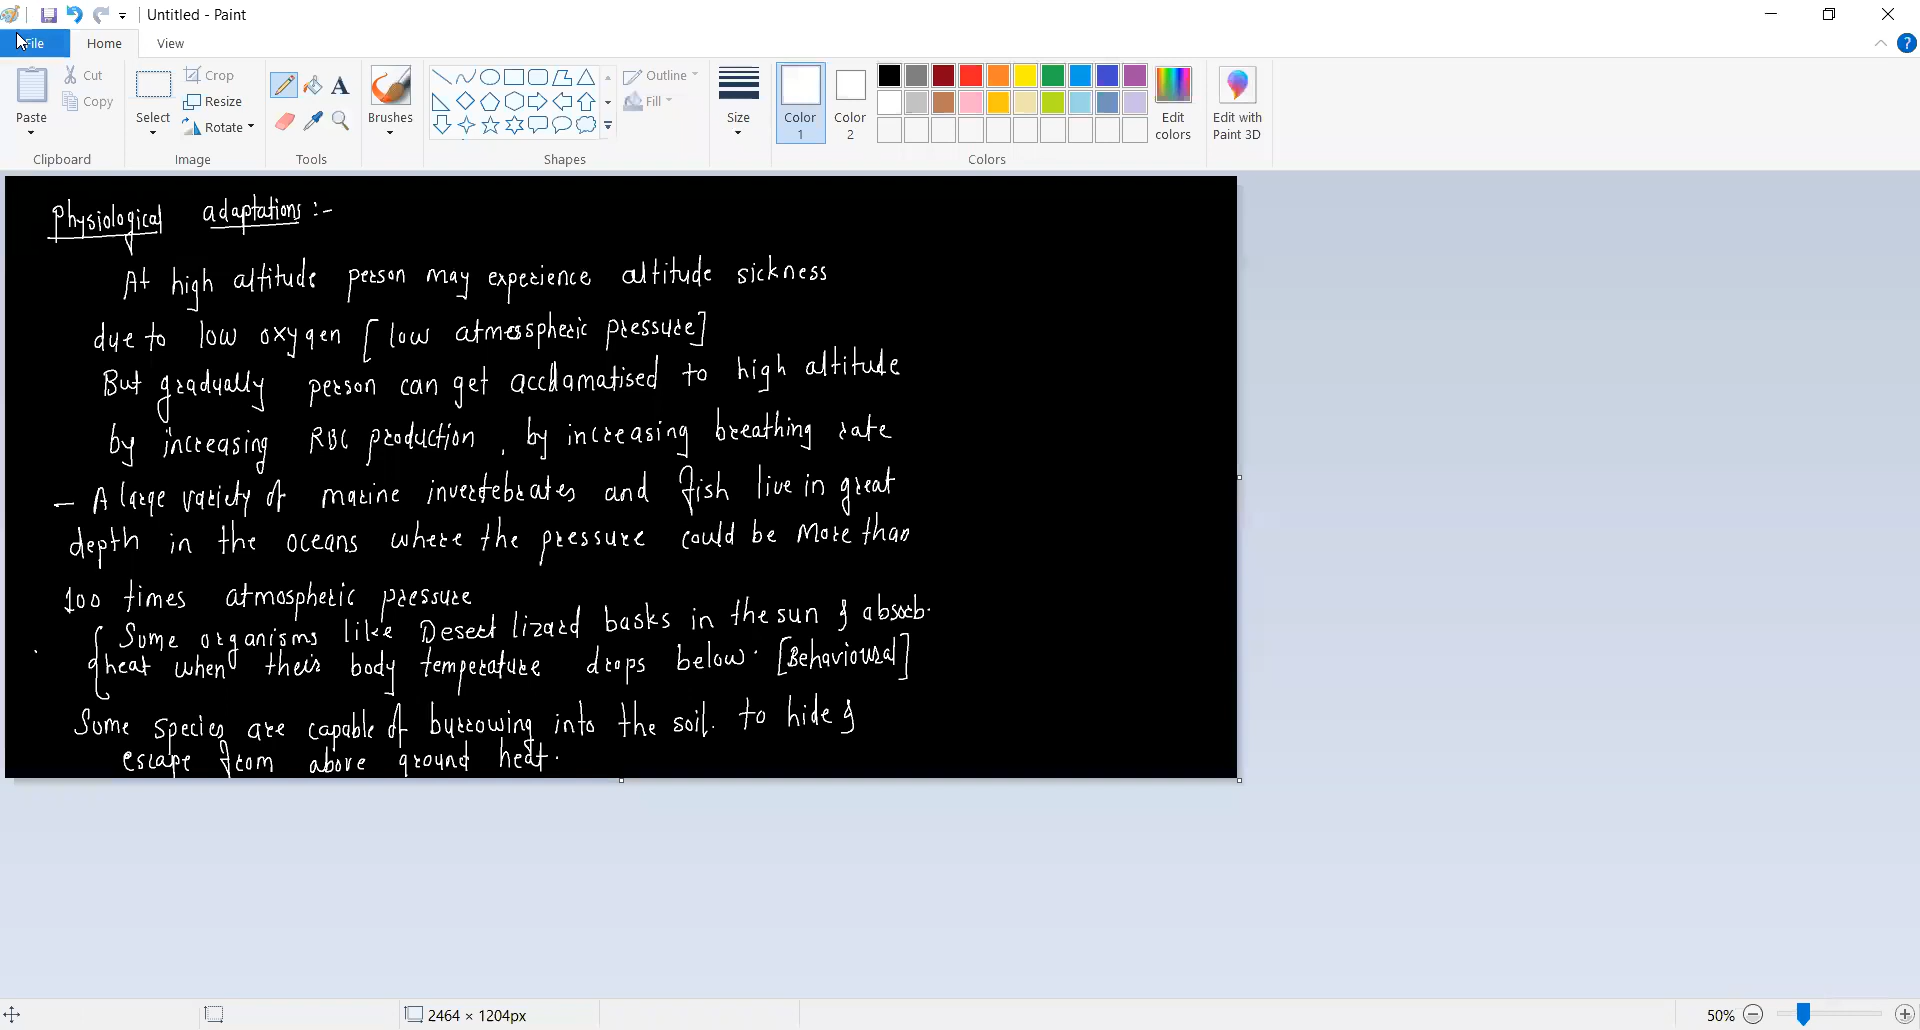 Untitled - Paint
File Home View
Paste
Cut
Copy
Clipboard
Select
Crop
Resize
Rotate
Image
A
Tools
Brushes
Outline
Fill
Shapes
Size
Color 1
Color 2
Colors
Edit colors
Edit with Paint 3D
?
Physiological adaptations :-
At high altitude person may experience altitude sickness
due to low oxygen [low atmosspheric pressure]
But gradually person can get acclamatised to high altitude
by increasing RBC production, by increasing breathing rate
– A large variety of marine invertebrates and fish live in great
depth in the oceans where the pressure could be More than
100 times atmospheric pressure
Some organisms like Desert lizard basks in the sun & absorb.
heat when their body temperature drops below. [Behavioural]
Some species are capable of burrowing into the soil. to hide &
escape from above ground heat.
2464 × 1204px
50%